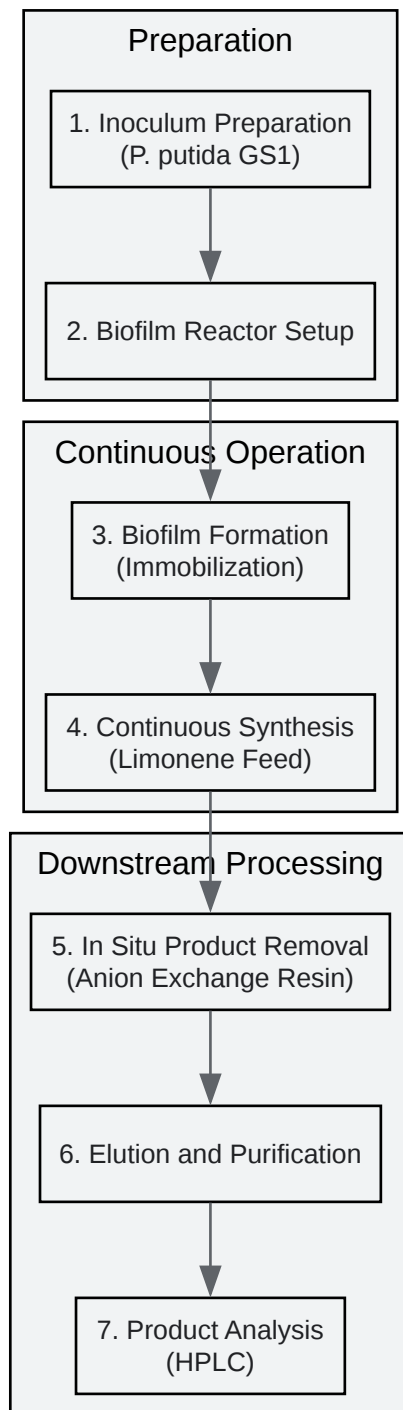 Preparation
1. Inoculum Preparation
(P. putida GS1)
2. Biofilm Reactor Setup
Continuous Operation
3. Biofilm Formation
(Immobilization)
4. Continuous Synthesis
(Limonene Feed)
Downstream Processing
5. In Situ Product Removal
(Anion Exchange Resin)
6. Elution and Purification
7. Product Analysis
(HPLC)